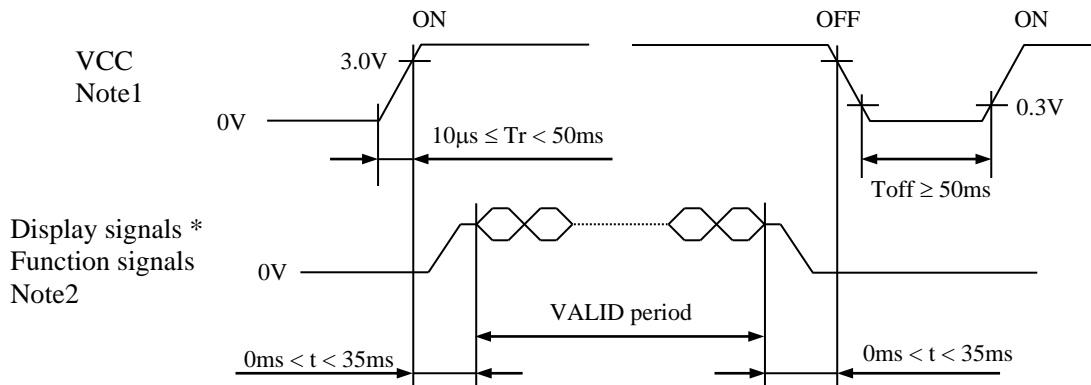 ON OFF ON
VCC
Note1
3.0V
0V
0.3V
10μs ≤ Tr < 50ms
Toff ≥ 50ms
Display signals *
Function signals
Note2
0V
VALID period
0ms < t < 35ms
0ms < t < 35ms